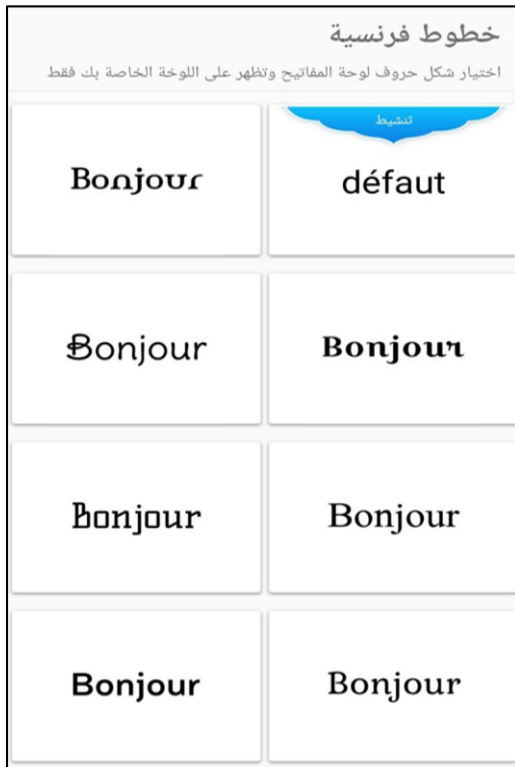 خطوط فرنسية
اختيار شكل حروف لوحة المفاتيح وتظهر على اللوخة الخاصة بك فقط
تنشيط
défaut
Bonjour
Bonjour
Bonjour
Bonjour
Bonjour
Bonjour
Bonjour